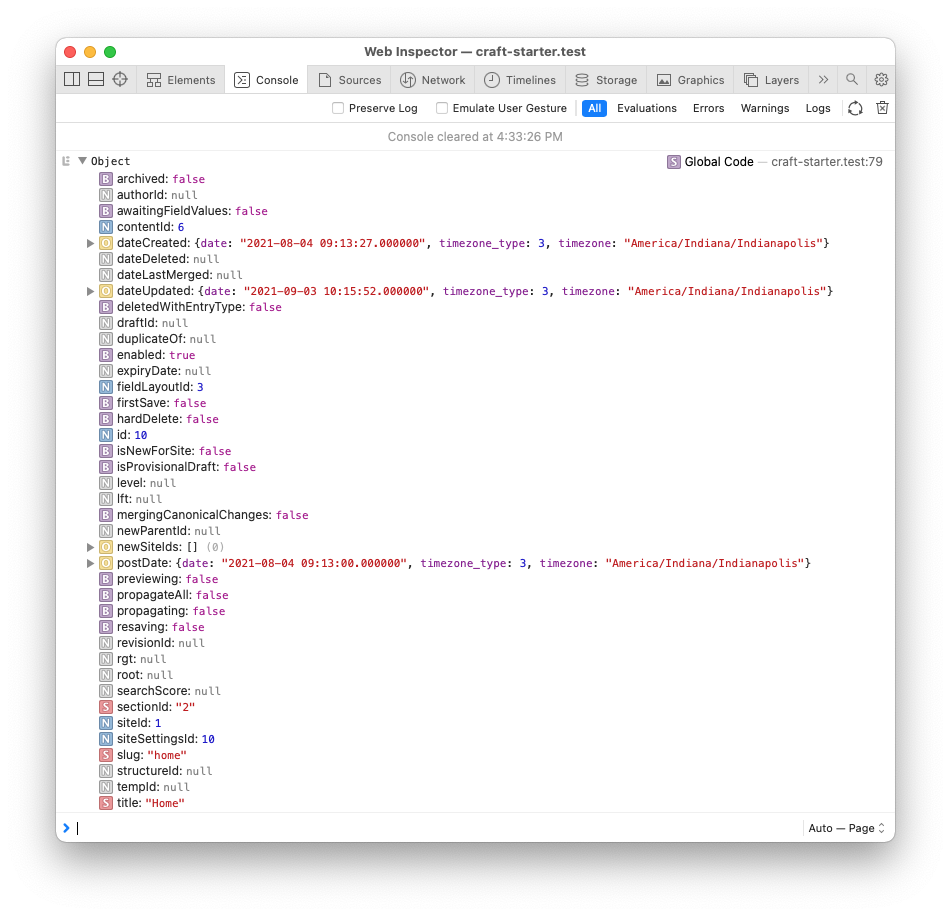 Web Inspector — craft-starter.test
Elements Console Sources Network Timelines Storage Graphics Layers
Preserve Log Emulate User Gesture All Evaluations Errors Warnings Logs
Console cleared at 4:33:26 PM
Object S Global Code — craft-starter.test:79
B archived: false
N authorId: null
B awaitingFieldValues: false
N contentId: 6
O dateCreated: {date: "2021-08-04 09:13:27.000000", timezone_type: 3, timezone: "America/Indiana/Indianapolis"}
N dateDeleted: null
N dateLastMerged: null
O dateUpdated: {date: "2021-09-03 10:15:52.000000", timezone_type: 3, timezone: "America/Indiana/Indianapolis"}
B deletedWithEntryType: false
N draftId: null
N duplicateOf: null
B enabled: true
N expiryDate: null
N fieldLayoutId: 3
B firstSave: false
B hardDelete: false
N id: 10
B isNewForSite: false
B isProvisionalDraft: false
N level: null
N lft: null
B mergingCanonicalChanges: false
N newParentId: null
O newSiteIds: [] (0)
O postDate: {date: "2021-08-04 09:13:00.000000", timezone_type: 3, timezone: "America/Indiana/Indianapolis"}
B previewing: false
B propagateAll: false
B propagating: false
B resaving: false
N revisionId: null
N rgt: null
N root: null
N searchScore: null
S sectionId: "2"
N siteId: 1
N siteSettingsId: 10
S slug: "home"
N structureId: null
N tempId: null
S title: "Home"
Auto — Page